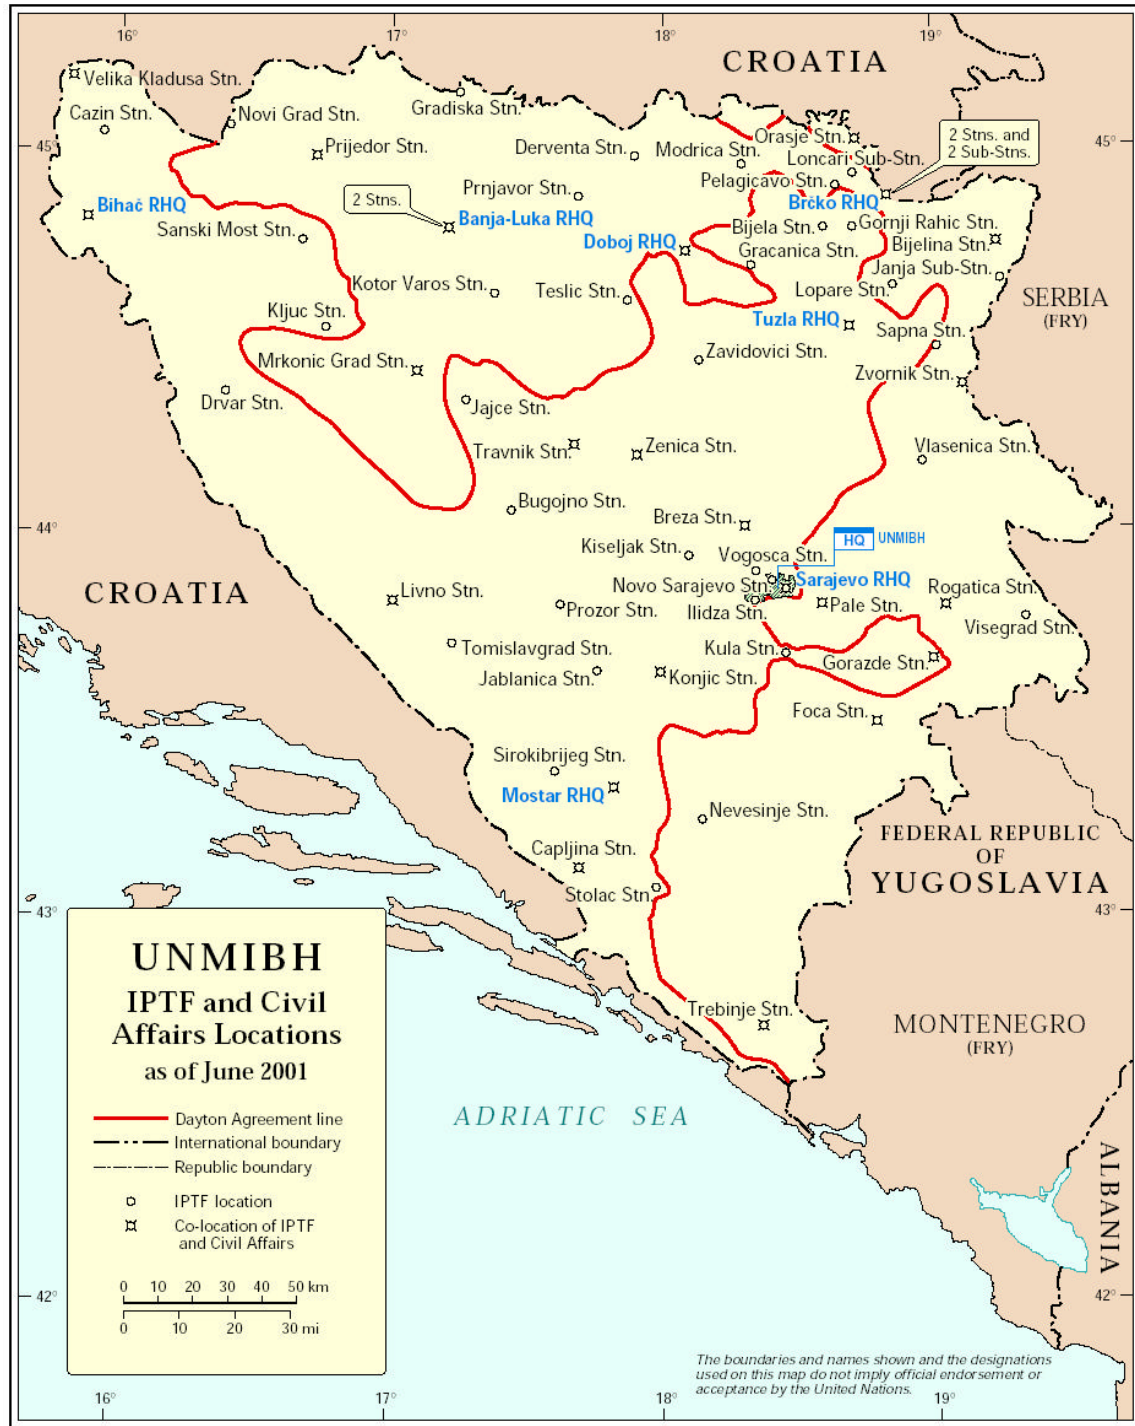 16°
17°
18°
19°
CROATIA
Velika Kladusa Stn.
Cazin Stn.
Novi Grad Stn.
Gradiska Stn.
45°
Prijedor Stn.
Derventa Stn.
Modrica Stn.
Orasje Stn.
Loncari Sub-Stn.
2 Stns. and
2 Sub-Stns.
45°
Pelagicavo Stn.
Prnjavor Stn.
Bihać RHQ
2 Stns.
Banja-Luka RHQ
Brčko RHQ
Sanski Most Stn.
Doboj RHQ
Bijela Stn.
Gornji Rahic Stn.
Bijelina Stn.
Gracanica Stn.
Janja Sub-Stn.
Kotor Varos Stn.
Teslic Stn.
Lopare Stn.
SERBIA
(FRY)
Kljuc Stn.
Tuzla RHQ
Sapna Stn.
Mrkonic Grad Stn.
Zavidovici Stn.
Zvornik Stn.
Drvar Stn.
Jajce Stn.
Travnik Stn.
Zenica Stn.
Vlasenica Stn.
Bugojno Stn.
44°
Breza Stn.
44°
HQ
UNMIBH
Kiseljak Stn.
Vogosca Stn.
CROATIA
Livno Stn.
Novo Sarajevo Stn.
Sarajevo RHQ
Rogatica Stn.
Prozor Stn.
Ilidza Stn.
Pale Stn.
Visegrad Stn.
Tomislavgrad Stn.
Kula Stn.
Gorazde Stn.
Jablanica Stn.
Konjic Stn.
Foca Stn.
Sirokibrijeg Stn.
Mostar RHQ
Nevesinje Stn.
FEDERAL REPUBLIC
OF
YUGOSLAVIA
Capljina Stn.
Stolac Stn.
43°
43°
UNMIBH
IPTF and Civil
Affairs Locations
as of June 2001
Trebinje Stn.
MONTENEGRO
(FRY)
Dayton Agreement line
International boundary
Republic boundary
IPTF location
Co-location of IPTF
and Civil Affairs
0 10 20 30 40 50 km
0 10 20 30 mi
ADRIATIC SEA
ALBANIA
42°
42°
The boundaries and names shown and the designations
used on this map do not imply official endorsement or
acceptance by the United Nations.
16°
17°
18°
19°